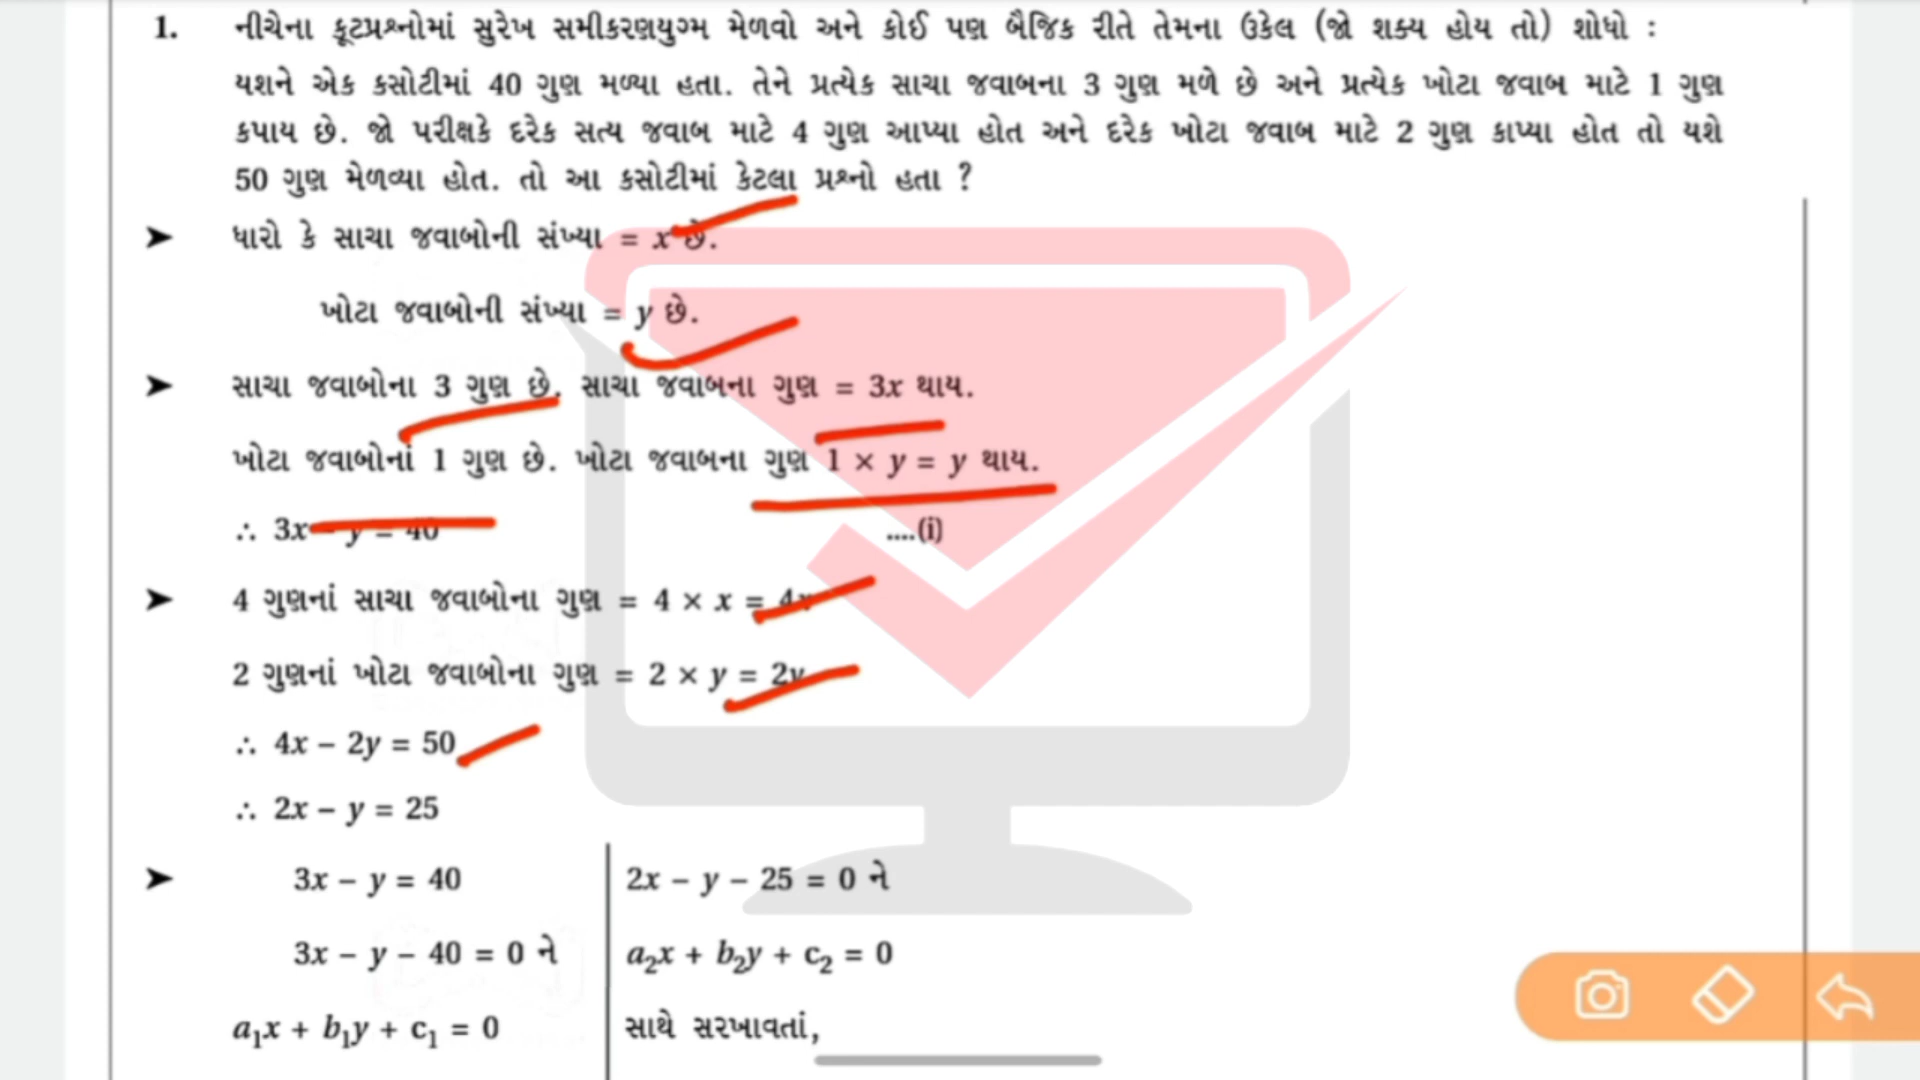 1. નીચેના કૂટપ્રશ્નોમાં સુરેખ સમીકરણયુગ્મ મેળવો અને કોઈ પણ બૈજિક રીતે તેમના ઉકેલ (જો શક્ય હોય તો) શોધો :
યશને એક કસોટીમાં 40 ગુણ મળ્યા હતા. તેને પ્રત્યેક સાચા જવાબના 3 ગુણ મળે છે અને પ્રત્યેક ખોટા જવાબ માટે 1 ગુણ
કપાય છે. જો પરીક્ષકે દરેક સત્ય જવાબ માટે 4 ગુણ આપ્યા હોત અને દરેક ખોટા જવાબ માટે 2 ગુણ કાપ્યા હોત તો યશે
50 ગુણ મેળવ્યા હોત. તો આ કસોટીમાં કેટલા પ્રશ્નો હતા ?
➤ ધારો કે સાચા જવાબોની સંખ્યા = x છે.
ખોટા જવાબોની સંખ્યા = y છે.
➤ સાચા જવાબોના 3 ગુણ છે. સાચા જવાબના ગુણ = 3x થાય.
ખોટા જવાબોનાં 1 ગુણ છે. ખોટા જવાબના ગુણ 1 × y = y થાય.
∴ 3x – y = 40 ....(i)
➤ 4 ગુણનાં સાચા જવાબોના ગુણ = 4 × x = 4x
2 ગુણનાં ખોટા જવાબોના ગુણ = 2 × y = 2y
∴ 4x – 2y = 50
∴ 2x – y = 25
➤ 3x – y = 40
3x – y – 40 = 0 ને
a₁x + b₁y + c₁ = 0
2x – y – 25 = 0 ને
a₂x + b₂y + c₂ = 0
સાથે સરખાવતાં,